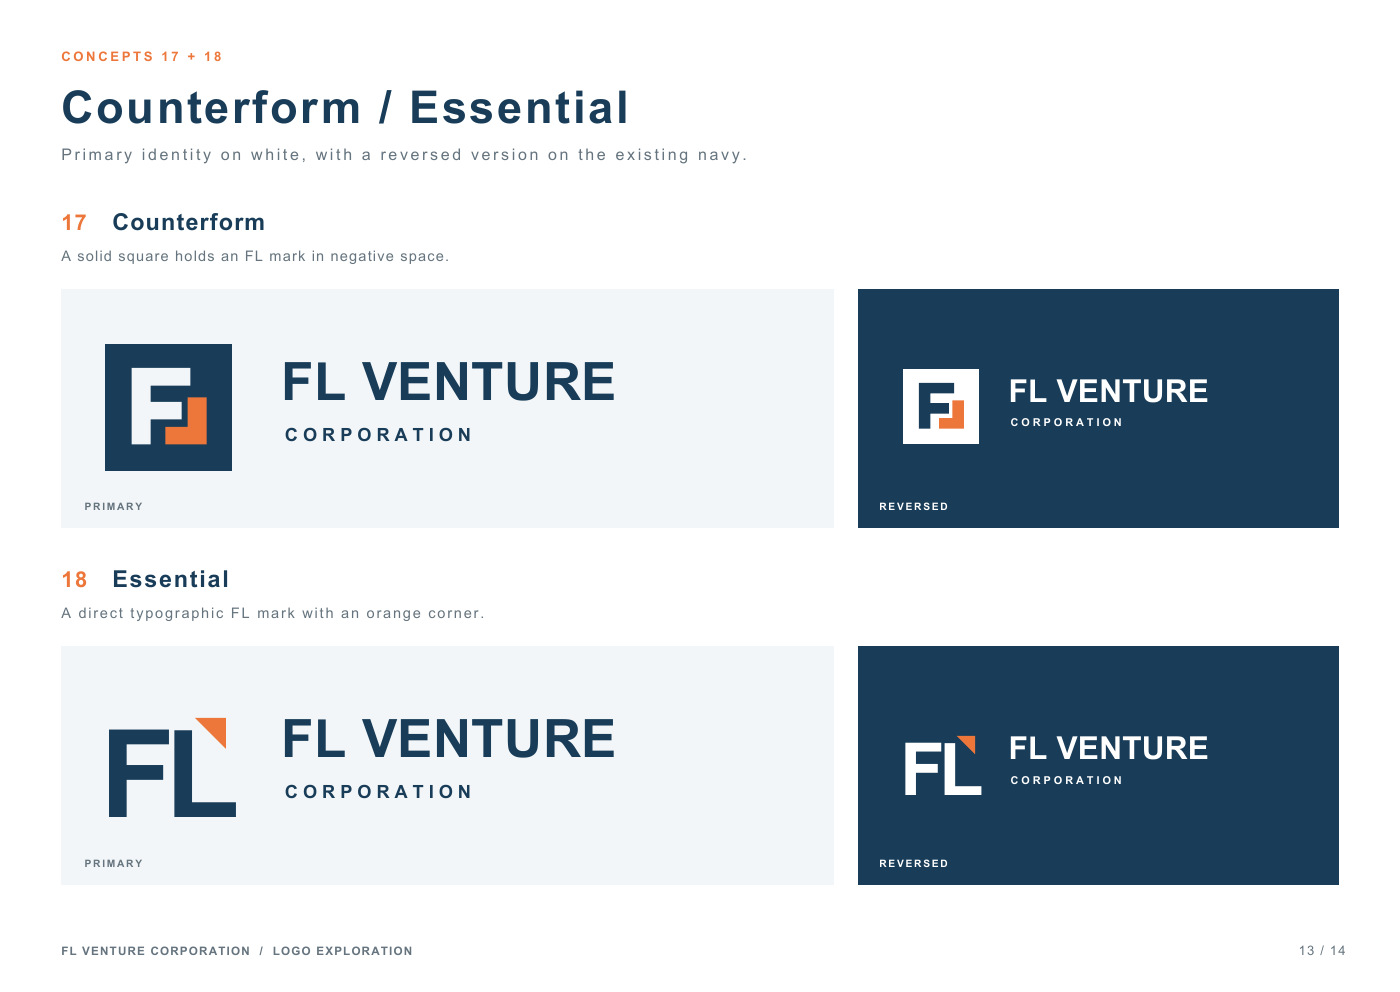 CONCEPTS 17 + 18
Counterform / Essential
Primary identity on white, with a reversed version on the existing navy.
17 Counterform
A solid square holds an FL mark in negative space.
FL VENTURE
CORPORATION
PRIMARY
FL VENTURE
CORPORATION
REVERSED
18 Essential
A direct typographic FL mark with an orange corner.
FL
FL VENTURE
CORPORATION
PRIMARY
FL
FL VENTURE
CORPORATION
REVERSED
FL VENTURE CORPORATION / LOGO EXPLORATION
13 / 14